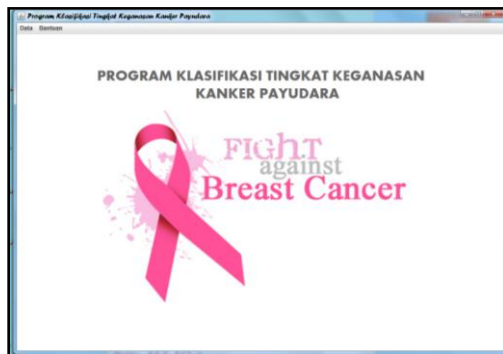 Program Klasifikasi Tingkat Keganasan Kanker Payudara
Data Bantuan
PROGRAM KLASIFIKASI TINGKAT KEGANASAN
KANKER PAYUDARA
FIGhT
against
Breast Cancer